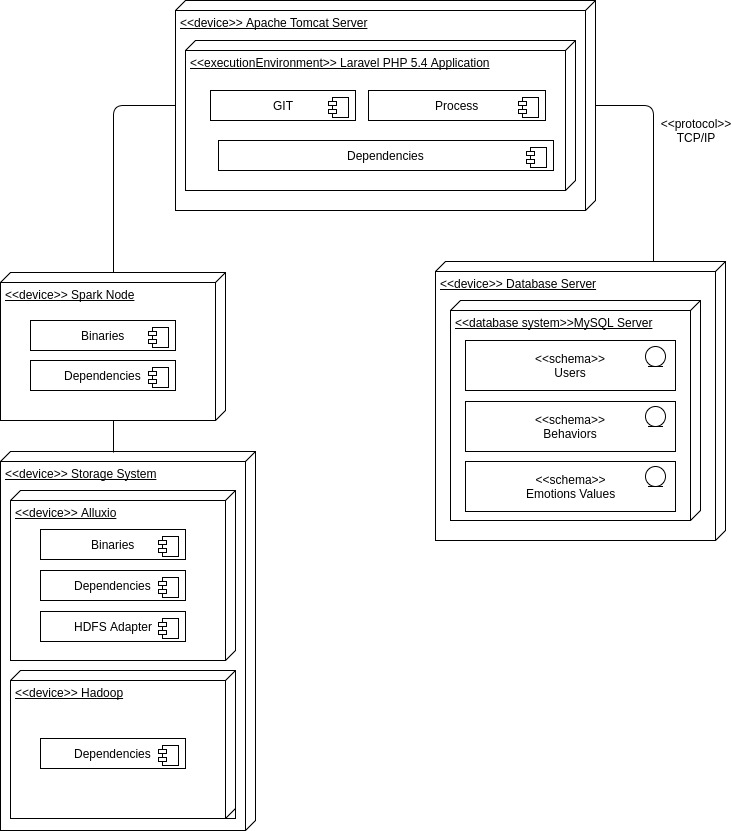 <<device>> Apache Tomcat Server
<<executionEnvironment>> Laravel PHP 5.4 Application
GIT
Process
Dependencies
<<protocol>>
TCP/IP
<<device>> Spark Node
Binaries
Dependencies
<<device>> Database Server
<<database system>>MySQL Server
<<schema>>
Users
<<schema>>
Behaviors
<<schema>>
Emotions Values
<<device>> Storage System
<<device>> Alluxio
Binaries
Dependencies
HDFS Adapter
<<device>> Hadoop
Dependencies